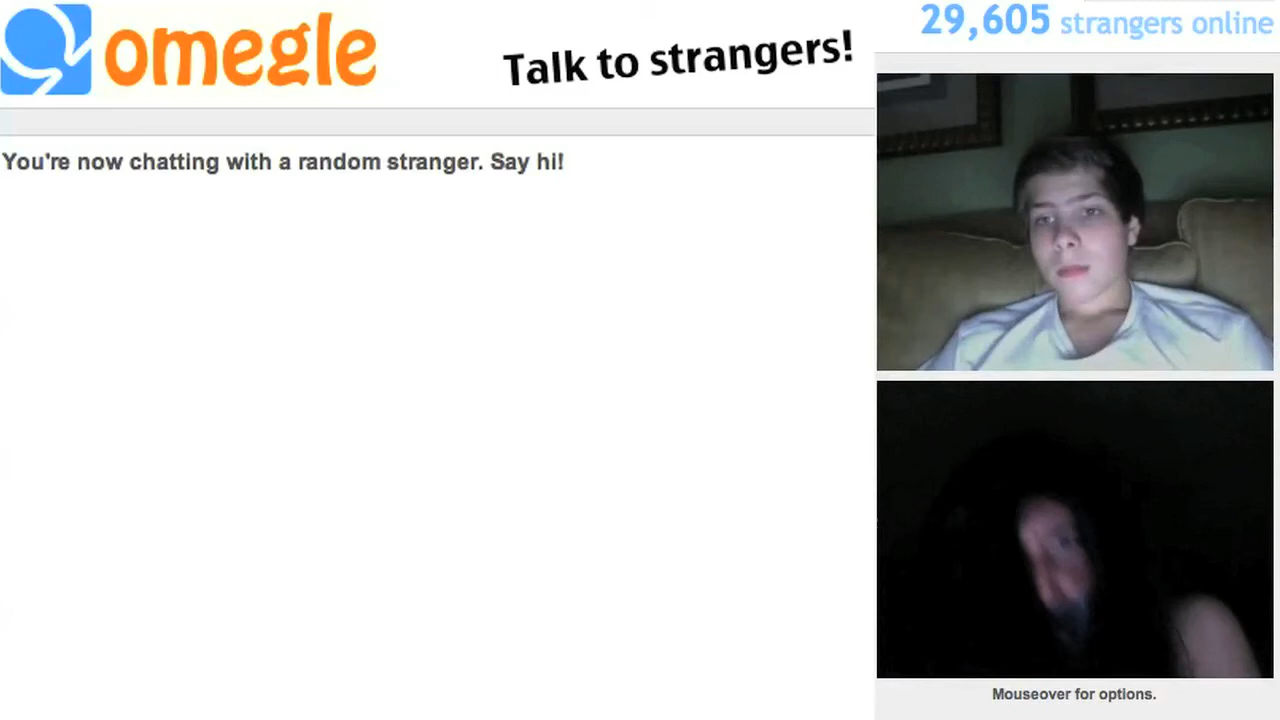 omegle
Talk to strangers!
29,605 strangers online
You're now chatting with a random stranger. Say hi!
Mouseover for options.